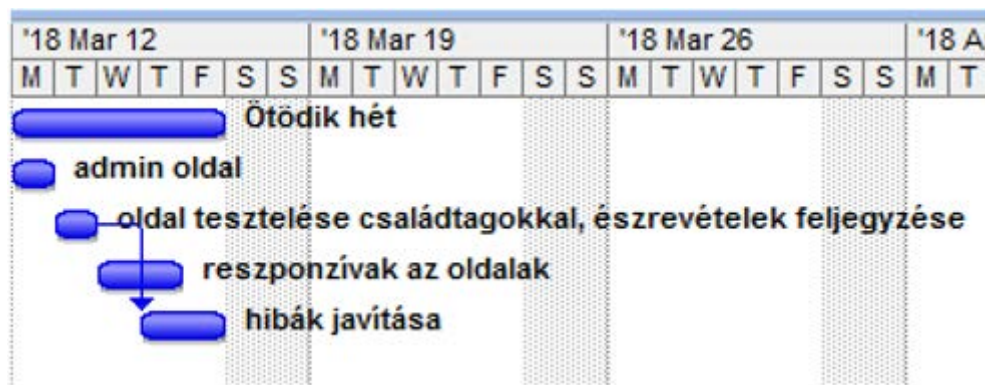 '18 Mar 12 '18 Mar 19 '18 Mar 26 '18 A
M T W T F S S M T W T F S S M T W T F S S M T
Ötödik hét
admin oldal
oldal tesztelése családtagokkal, észrevételek feljegyzése
reszponzívak az oldalak
hibák javítása